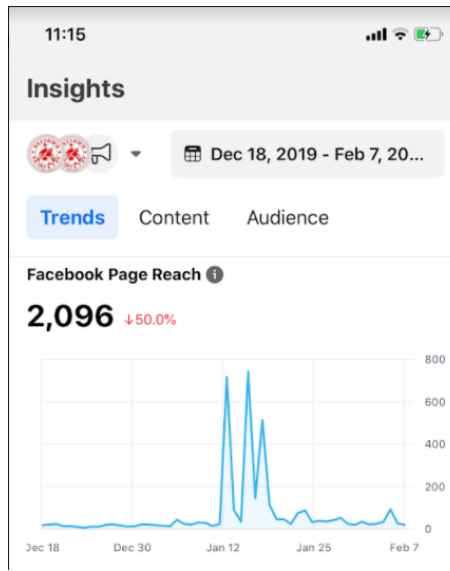 11:15
Insights
Dec 18, 2019 - Feb 7, 20...
Trends Content Audience
Facebook Page Reach
2,096 ↓50.0%
800
600
400
200
0
Dec 18 Dec 30 Jan 12 Jan 25 Feb 7